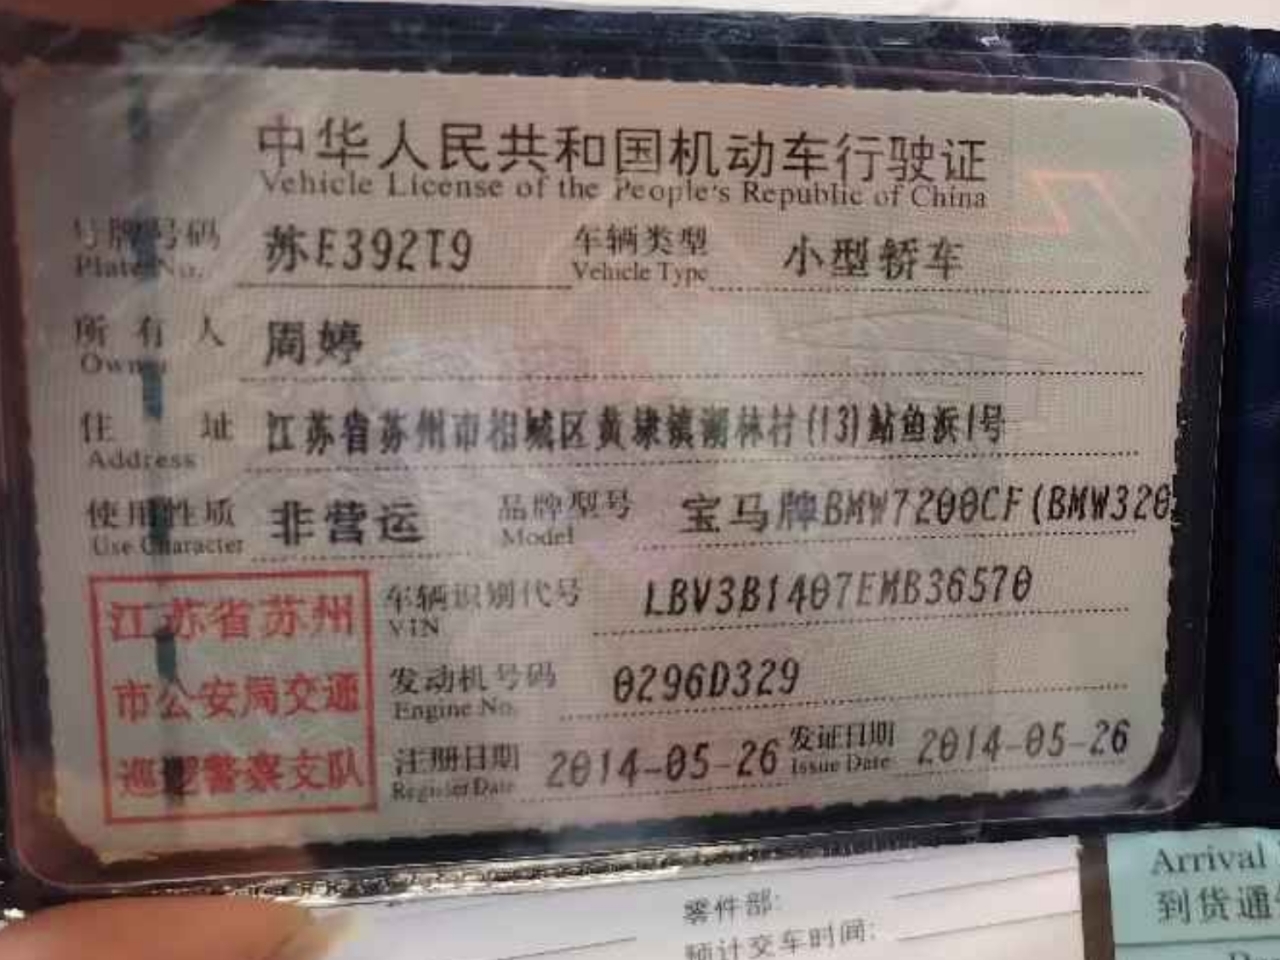 中华人民共和国机动车行驶证
Vehicle License of the People's Republic of China
号牌号码 苏E392T9 车辆类型 小型轿车
Plate No. Vehicle Type
所有人 周婷
Owner
住址 江苏省苏州市相城区黄埭镇潮林村(13)鲇鱼浜1号
Address
使用性质 非营运 品牌型号 宝马牌BMW7200CF(BMW320
Use Character Model
江苏省苏州
市公安局交通
巡逻警察支队
车辆识别代号 LBV3B1407EMB36570
VIN
发动机号码 0296D329
Engine No.
注册日期 2014-05-26 发证日期 2014-05-26
Register Date Issue Date
零件部:
预计交车时间:
Arrival
到货通